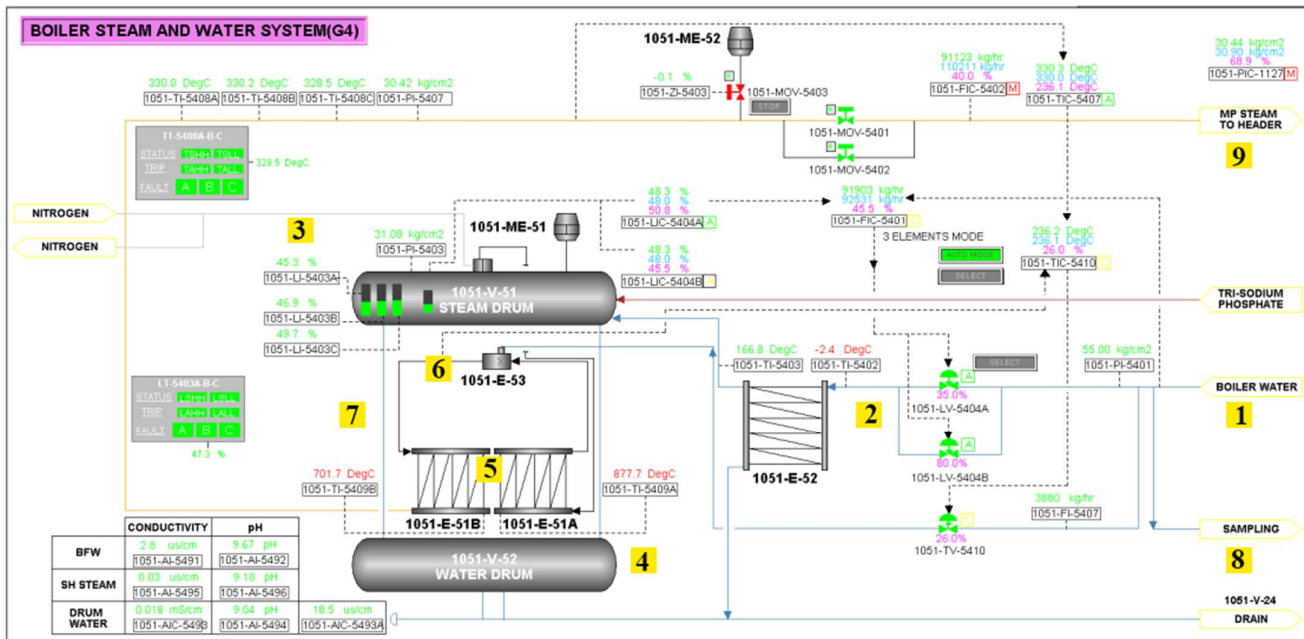 BOILER STEAM AND WATER SYSTEM(G4)
1051-ME-52
330.0 DegC
1051-TI-5408A
330.2 DegC
1051-TI-5408B
328.5 DegC
1051-TI-5408C
30.42 kg/cm2
1051-PI-5407
-0.1 %
1051-ZI-5403
R
1051-MOV-5403
STOP
91123 kg/hr
110211 kg/hr
40.0 %
1051-FIC-5402 M
330.3 DegC
330.0 DegC
236.1 DegC
1051-TIC-5407 A
30.44 kg/cm2
30.90 kg/cm2
68.9 %
1051-PIC-1127 M
R
1051-MOV-5401
R
1051-MOV-5402
MP STEAM
TO HEADER
9
TT-5408A-B-C
STATUS TSHH TSLL
TRIP TAHH TALL
FAULT A B C
329.5 DegC
NITROGEN
NITROGEN
3
31.08 kg/cm2
1051-PI-5403
1051-ME-51
48.3 %
48.0 %
50.8 %
1051-LIC-5404A A
48.3 %
48.0 %
45.5 %
1051-LIC-5404B
91903 kg/hr
92531 kg/hr
45.5 %
1051-FIC-5401 C
3 ELEMENTS MODE
AUTO MODE
SELECT
236.2 DegC
236.1 DegC
26.0 %
1051-TIC-5410 C
45.3 %
1051-LI-5403A
46.9 %
1051-LI-5403B
49.7 %
1051-LI-5403C
1051-V-51
STEAM DRUM
TRI-SODIUM
PHOSPHATE
6
1051-E-53
166.8 DegC
1051-TI-5403
-2.4 DegC
1051-TI-5402
SELECT
A
35.0%
1051-LV-5404A
55.00 kg/cm2
1051-PI-5401
BOILER WATER
1
2
LT-5403A-B-C
STATUS LSHH LSLL
TRIP LAHH LALL
FAULT A B C
47.3 %
7
5
701.7 DegC
1051-TI-5409B
877.7 DegC
1051-TI-5409A
1051-E-51B
1051-E-51A
1051-E-52
A
80.0%
1051-LV-5404B
3880 kg/hr
1051-FI-5407
26.0%
1051-TV-5410
SAMPLING
8
4
1051-V-52
WATER DRUM
CONDUCTIVITY pH
BFW 2.8 us/cm 9.67 pH
1051-AI-5491 1051-AI-5492
SH STEAM 0.03 us/cm 9.18 pH
1051-AI-5495 1051-AI-5496
DRUM
WATER 0.018 mS/cm 9.04 pH 18.5 us/cm
1051-AIC-5493 1051-AI-5494 1051-AIC-5493A
1051-V-24
DRAIN